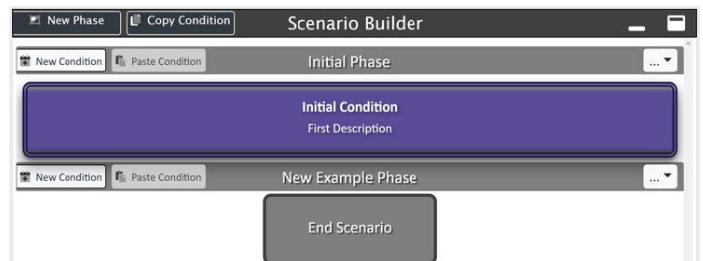 New Phase Copy Condition Scenario Builder
New Condition Paste Condition Initial Phase ...
Initial Condition
First Description
New Condition Paste Condition New Example Phase ...
End Scenario